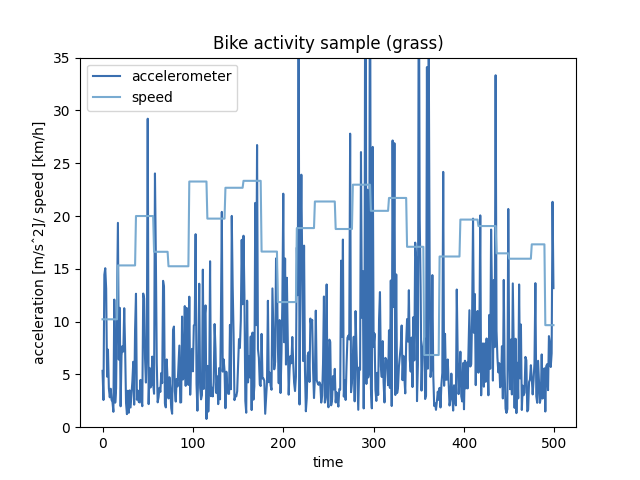 Bike activity sample (grass)
accelerometer
speed
acceleration [m/s^2]/ speed [km/h]
35
30
25
20
15
10
5
0
0 100 200 300 400 500
time